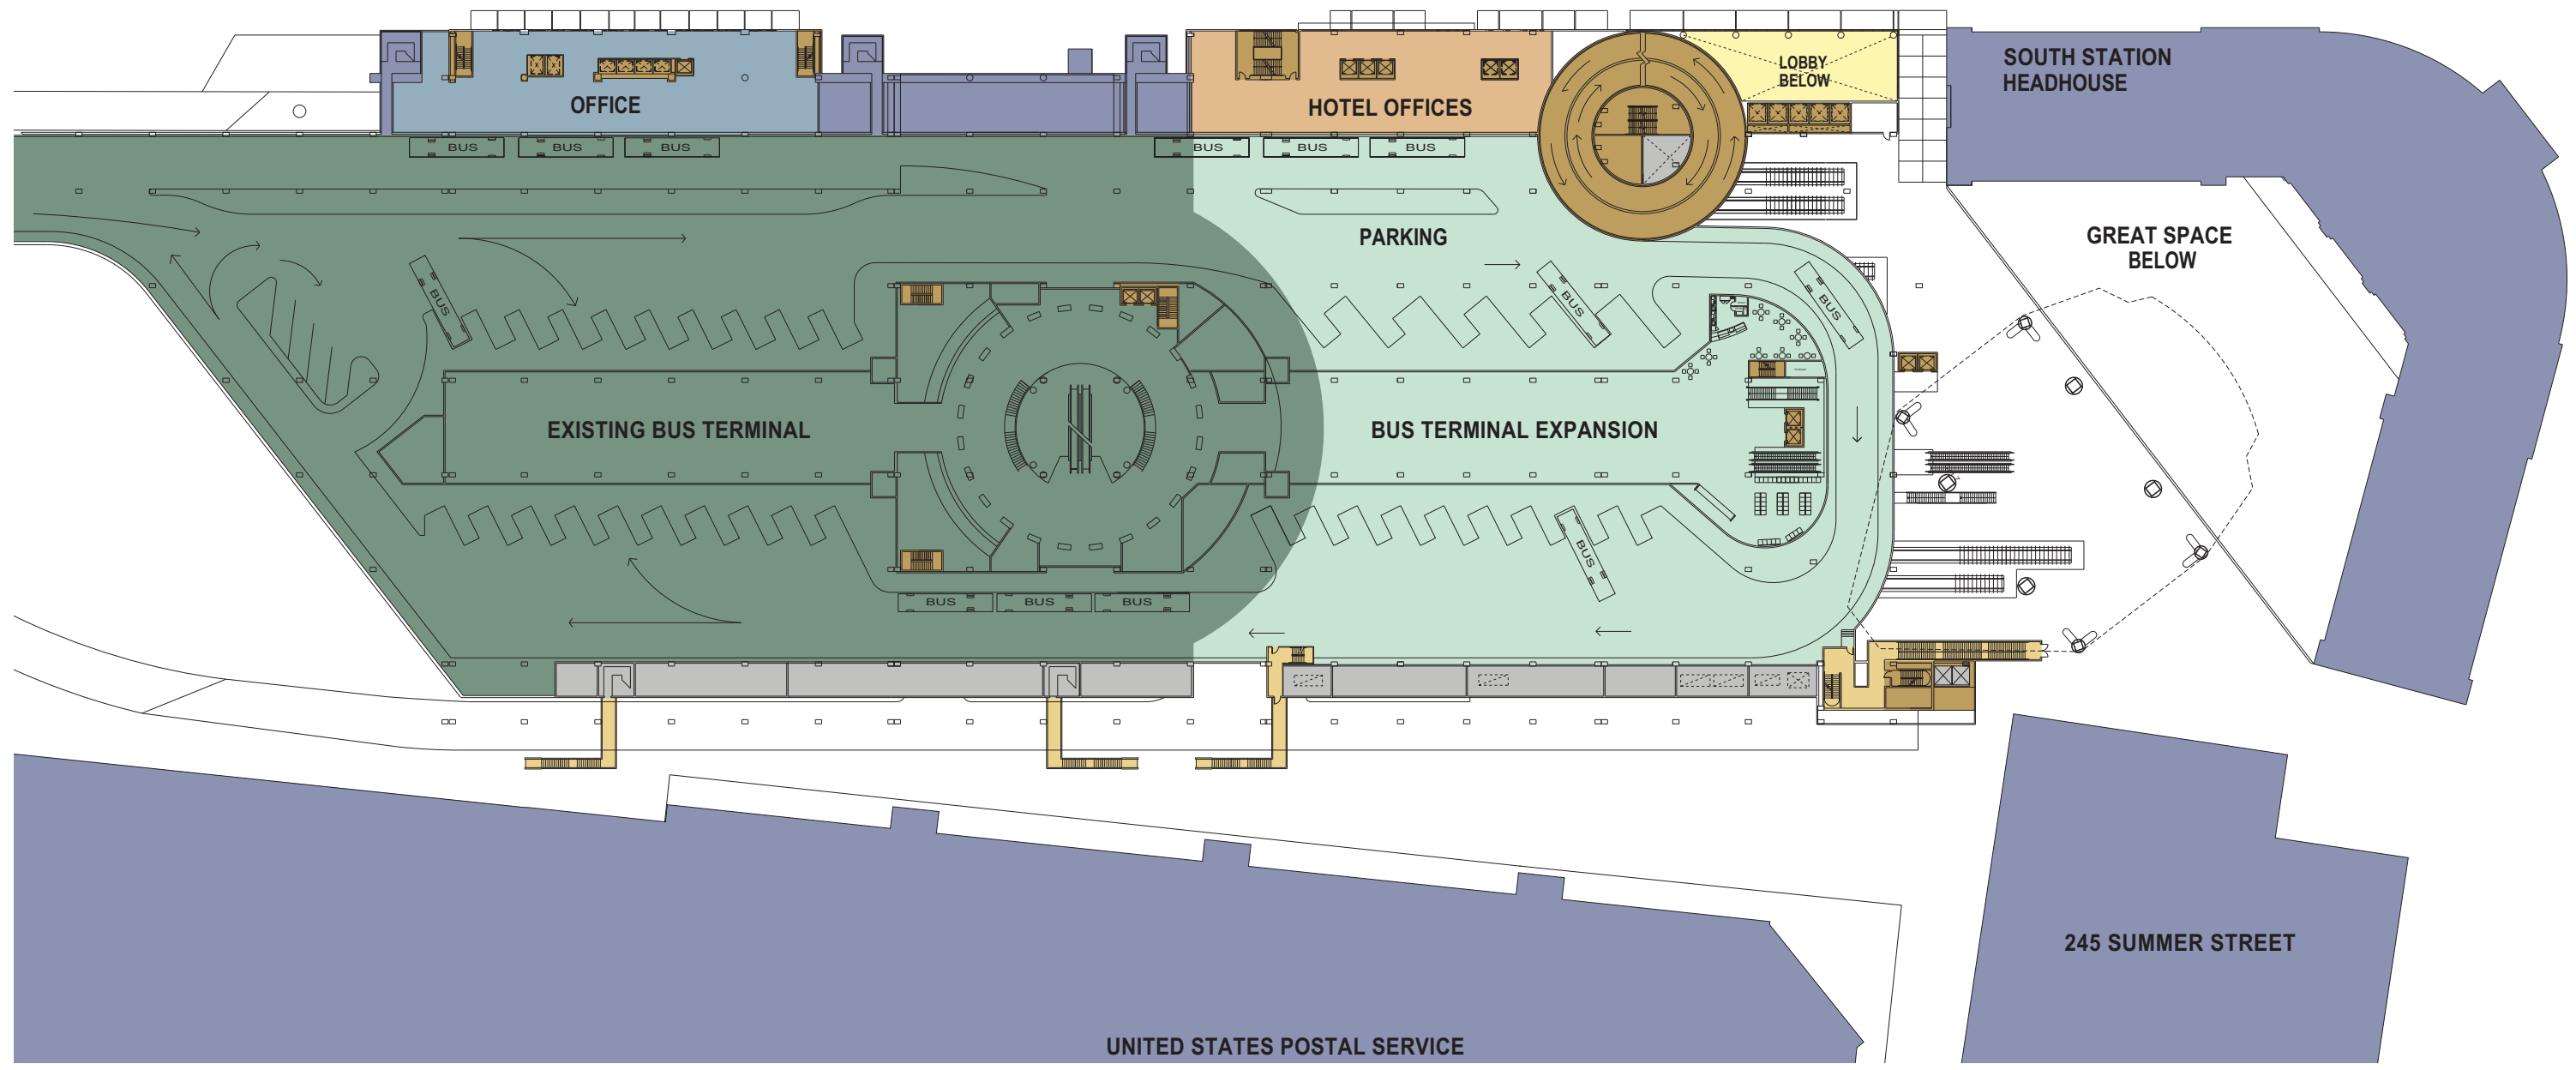 SOUTH STATION
HEADHOUSE
LOBBY
BELOW
OFFICE
HOTEL OFFICES
BUS
BUS
BUS
BUS
BUS
BUS
PARKING
GREAT SPACE
BELOW
BUS
BUS
BUS
EXISTING BUS TERMINAL
BUS TERMINAL EXPANSION
BUS
BUS
BUS
BUS
245 SUMMER STREET
UNITED STATES POSTAL SERVICE